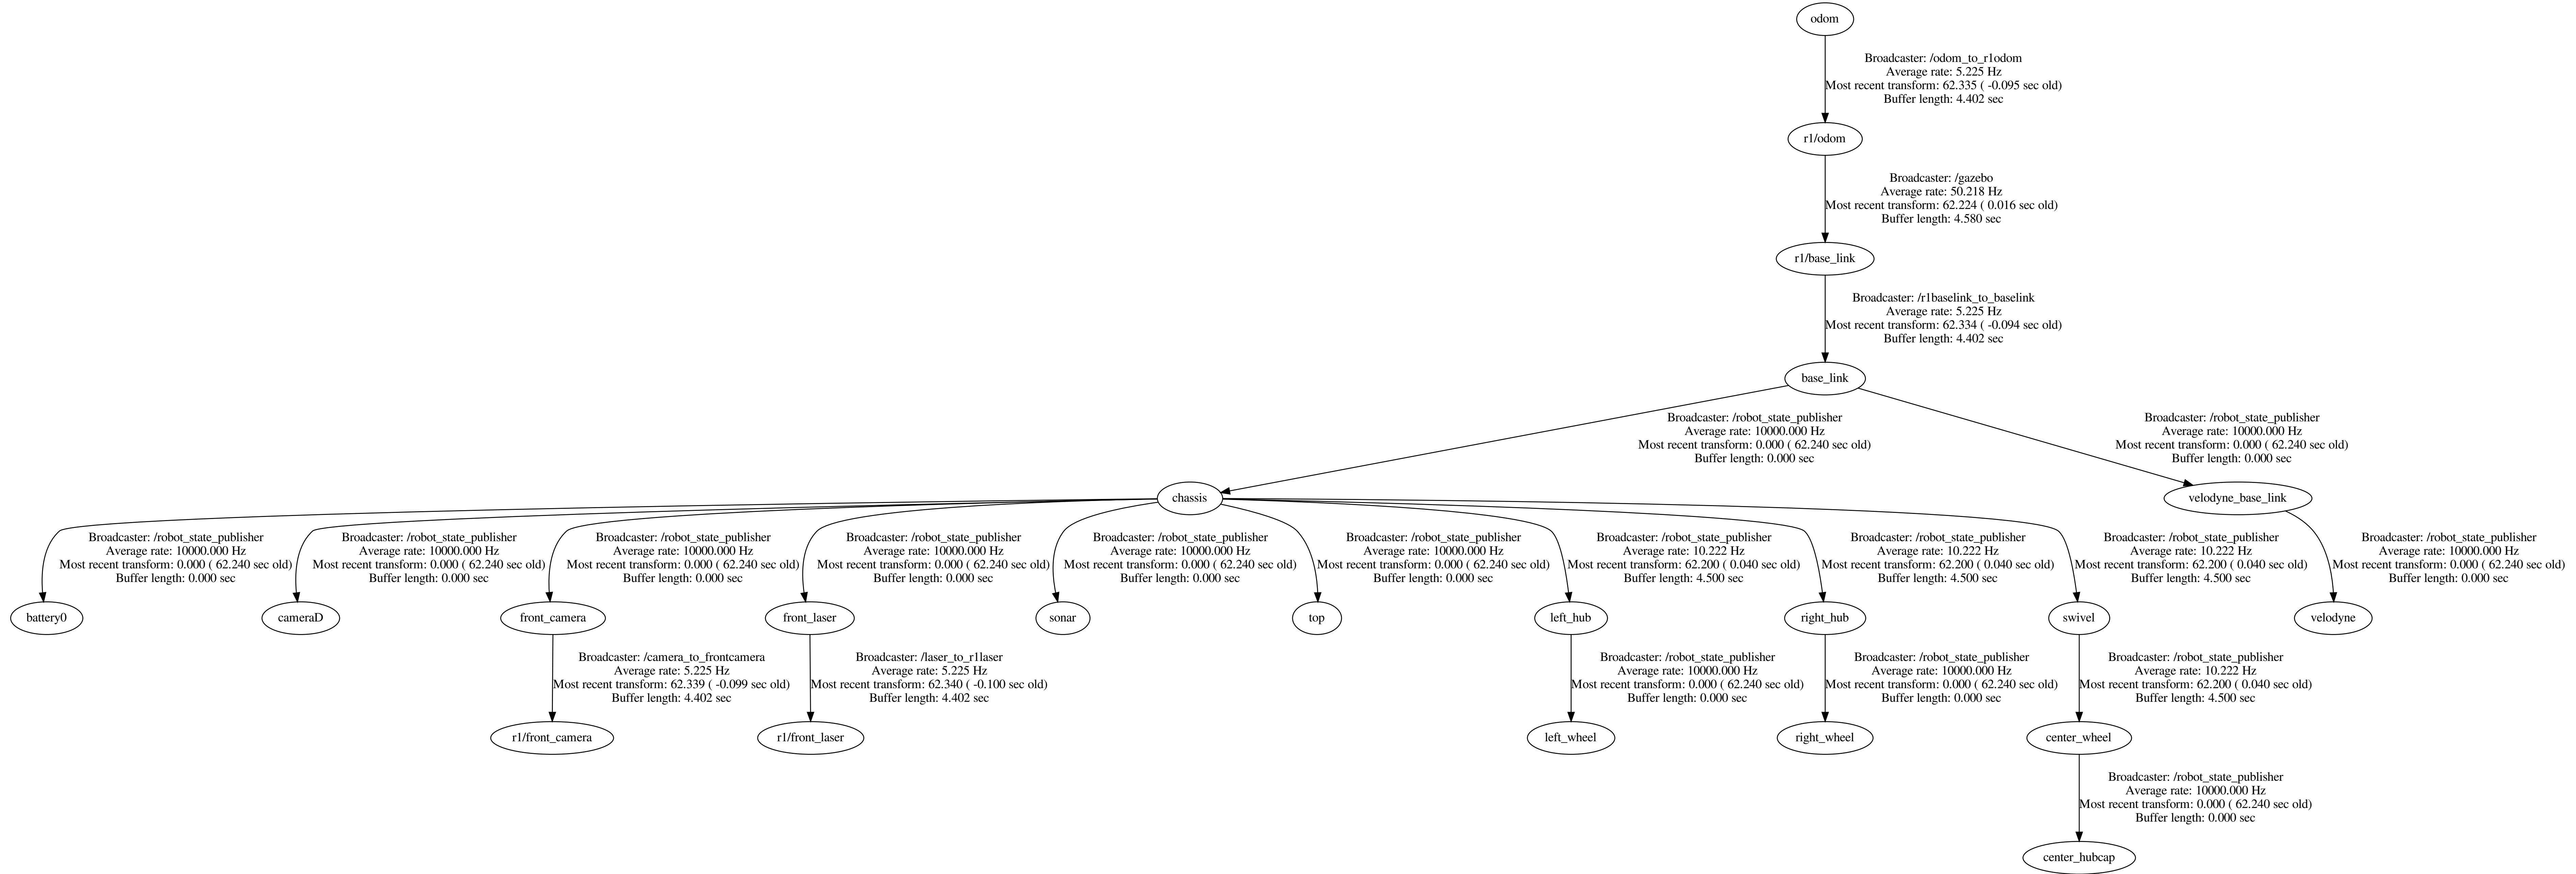 odom
Broadcaster: /odom_to_r1odom
Average rate: 5.225 Hz
Most recent transform: 62.335 ( -0.095 sec old)
Buffer length: 4.402 sec
r1/odom
Broadcaster: /gazebo
Average rate: 50.218 Hz
Most recent transform: 62.224 ( 0.016 sec old)
Buffer length: 4.580 sec
r1/base_link
Broadcaster: /r1baselink_to_baselink
Average rate: 5.225 Hz
Most recent transform: 62.334 ( -0.094 sec old)
Buffer length: 4.402 sec
base_link
Broadcaster: /robot_state_publisher
Average rate: 10000.000 Hz
Most recent transform: 0.000 ( 62.240 sec old)
Buffer length: 0.000 sec
Broadcaster: /robot_state_publisher
Average rate: 10000.000 Hz
Most recent transform: 0.000 ( 62.240 sec old)
Buffer length: 0.000 sec
chassis
velodyne_base_link
Broadcaster: /robot_state_publisher
Average rate: 10000.000 Hz
Most recent transform: 0.000 ( 62.240 sec old)
Buffer length: 0.000 sec
Broadcaster: /robot_state_publisher
Average rate: 10000.000 Hz
Most recent transform: 0.000 ( 62.240 sec old)
Buffer length: 0.000 sec
Broadcaster: /robot_state_publisher
Average rate: 10000.000 Hz
Most recent transform: 0.000 ( 62.240 sec old)
Buffer length: 0.000 sec
Broadcaster: /robot_state_publisher
Average rate: 10000.000 Hz
Most recent transform: 0.000 ( 62.240 sec old)
Buffer length: 0.000 sec
Broadcaster: /robot_state_publisher
Average rate: 10000.000 Hz
Most recent transform: 0.000 ( 62.240 sec old)
Buffer length: 0.000 sec
Broadcaster: /robot_state_publisher
Average rate: 10000.000 Hz
Most recent transform: 0.000 ( 62.240 sec old)
Buffer length: 0.000 sec
Broadcaster: /robot_state_publisher
Average rate: 10.222 Hz
Most recent transform: 62.200 ( 0.040 sec old)
Buffer length: 4.500 sec
Broadcaster: /robot_state_publisher
Average rate: 10.222 Hz
Most recent transform: 62.200 ( 0.040 sec old)
Buffer length: 4.500 sec
Broadcaster: /robot_state_publisher
Average rate: 10.222 Hz
Most recent transform: 62.200 ( 0.040 sec old)
Buffer length: 4.500 sec
Broadcaster: /robot_state_publisher
Average rate: 10000.000 Hz
Most recent transform: 0.000 ( 62.240 sec old)
Buffer length: 0.000 sec
battery0
cameraD
front_camera
front_laser
sonar
top
left_hub
right_hub
swivel
velodyne
Broadcaster: /camera_to_frontcamera
Average rate: 5.225 Hz
Most recent transform: 62.339 ( -0.099 sec old)
Buffer length: 4.402 sec
Broadcaster: /laser_to_r1laser
Average rate: 5.225 Hz
Most recent transform: 62.340 ( -0.100 sec old)
Buffer length: 4.402 sec
Broadcaster: /robot_state_publisher
Average rate: 10000.000 Hz
Most recent transform: 0.000 ( 62.240 sec old)
Buffer length: 0.000 sec
Broadcaster: /robot_state_publisher
Average rate: 10000.000 Hz
Most recent transform: 0.000 ( 62.240 sec old)
Buffer length: 0.000 sec
Broadcaster: /robot_state_publisher
Average rate: 10.222 Hz
Most recent transform: 62.200 ( 0.040 sec old)
Buffer length: 4.500 sec
r1/front_camera
r1/front_laser
left_wheel
right_wheel
center_wheel
Broadcaster: /robot_state_publisher
Average rate: 10000.000 Hz
Most recent transform: 0.000 ( 62.240 sec old)
Buffer length: 0.000 sec
center_hubcap